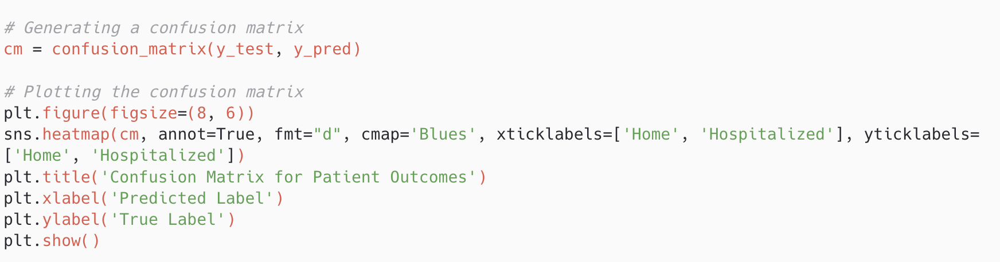 # Generating a confusion matrix
cm = confusion_matrix(y_test, y_pred)
# Plotting the confusion matrix
plt.figure(figsize=(8, 6))
sns.heatmap(cm, annot=True, fmt="d", cmap='Blues', xticklabels=['Home', 'Hospitalized'], yticklabels=
['Home', 'Hospitalized'])
plt.title('Confusion Matrix for Patient Outcomes')
plt.xlabel('Predicted Label')
plt.ylabel('True Label')
plt.show()